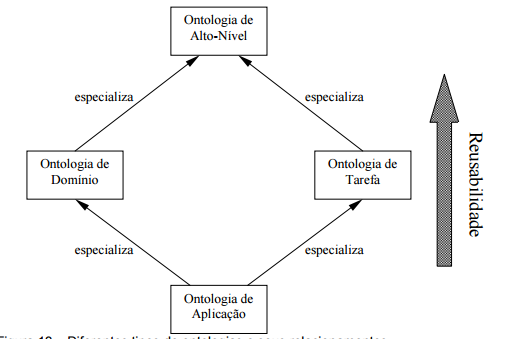 Ontologia de
Alto-Nível
especializa
especializa
Ontologia de
Domínio
Ontologia de
Tarefa
Reusabilidade
especializa
especializa
Ontologia de
Aplicação